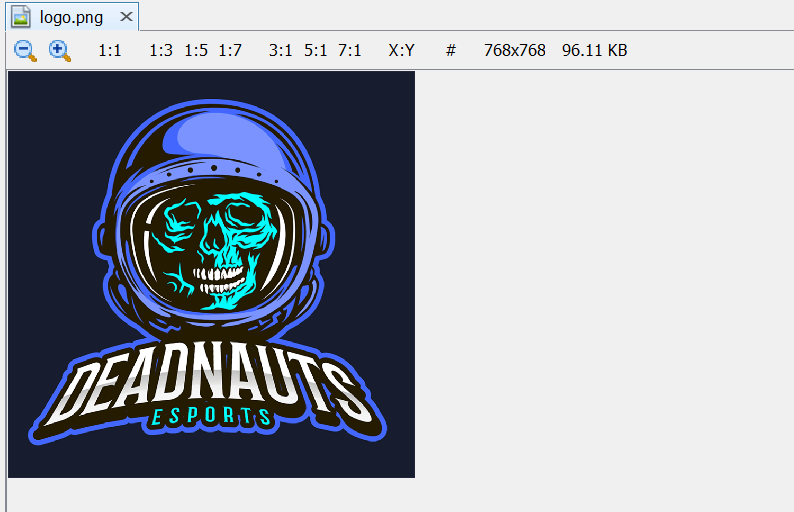 logo.png
1:1 1:3 1:5 1:7 3:1 5:1 7:1 X:Y # 768x768 96.11 KB
DEADNAUTS
ESPORTS